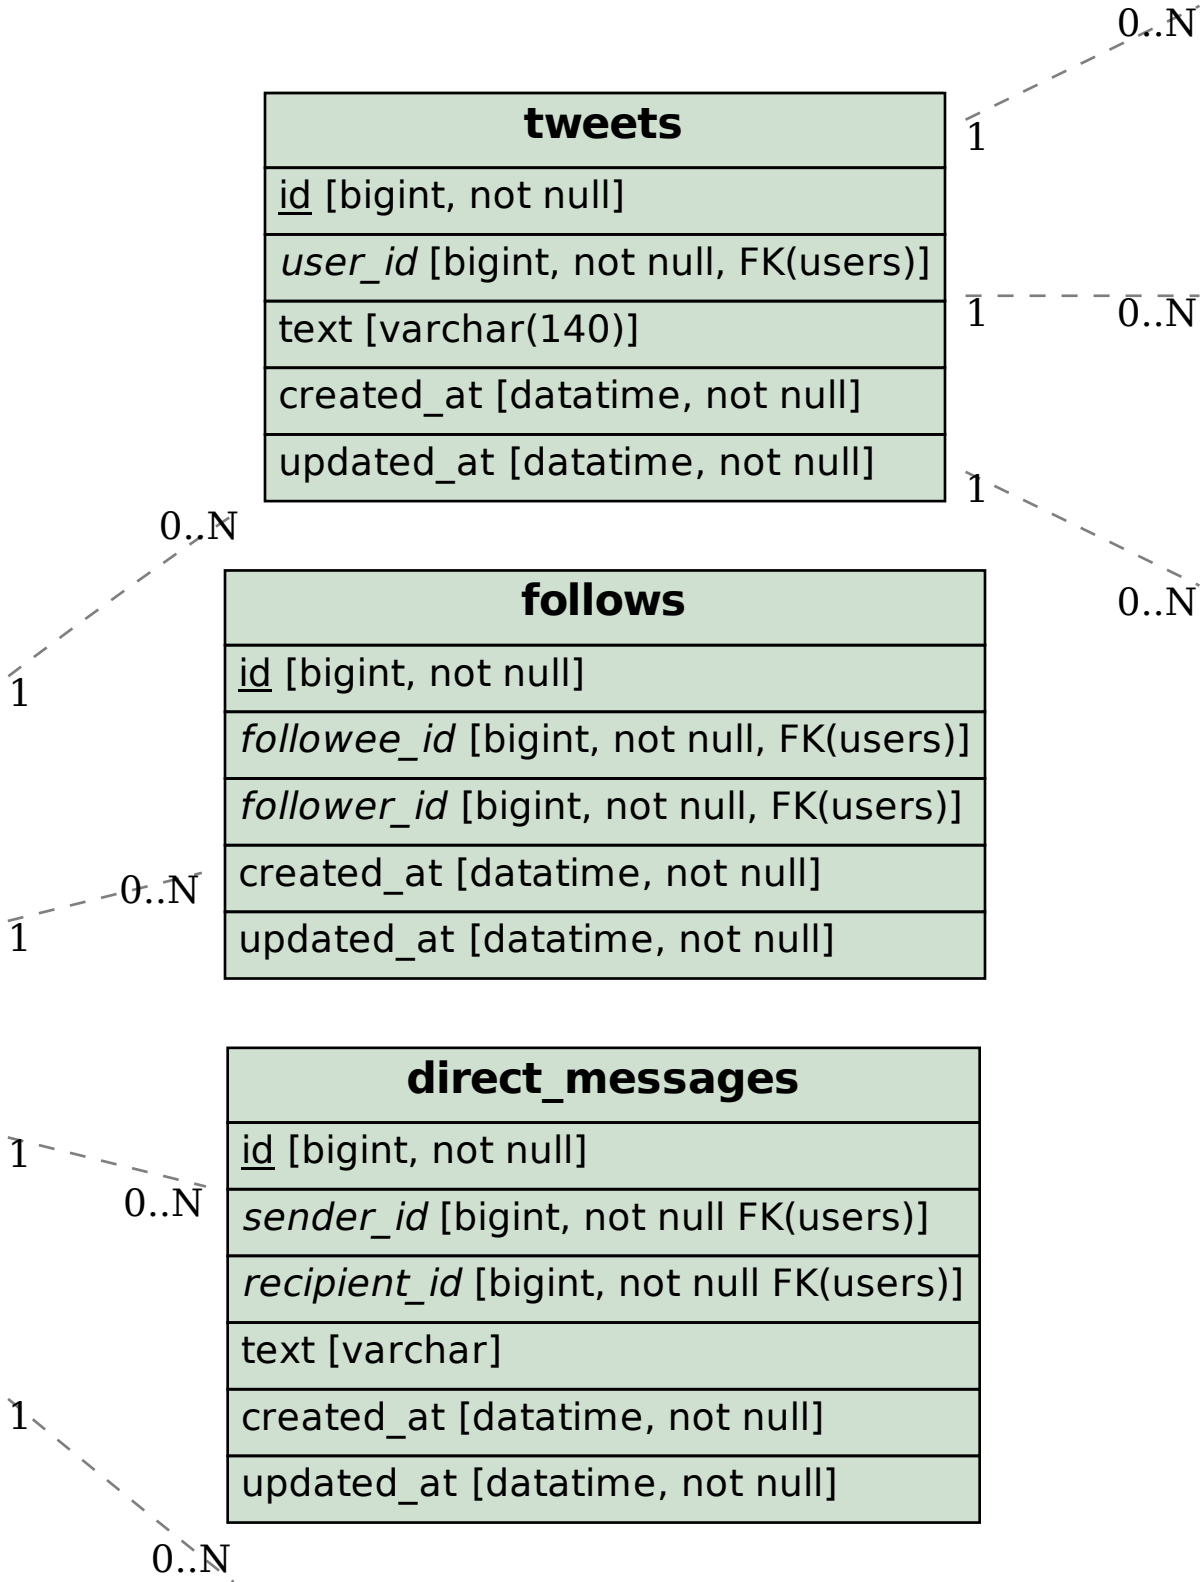 0..N
1
tweets
id [bigint, not null]
user_id [bigint, not null, FK(users)]
text [varchar(140)]
created_at [datatime, not null]
updated_at [datatime, not null]
1
0..N
1
0..N
0..N
1
follows
id [bigint, not null]
followee_id [bigint, not null, FK(users)]
follower_id [bigint, not null, FK(users)]
created_at [datatime, not null]
updated_at [datatime, not null]
0..N
1
direct_messages
id [bigint, not null]
sender_id [bigint, not null FK(users)]
recipient_id [bigint, not null FK(users)]
text [varchar]
created_at [datatime, not null]
updated_at [datatime, not null]
1
0..N
1
0..N